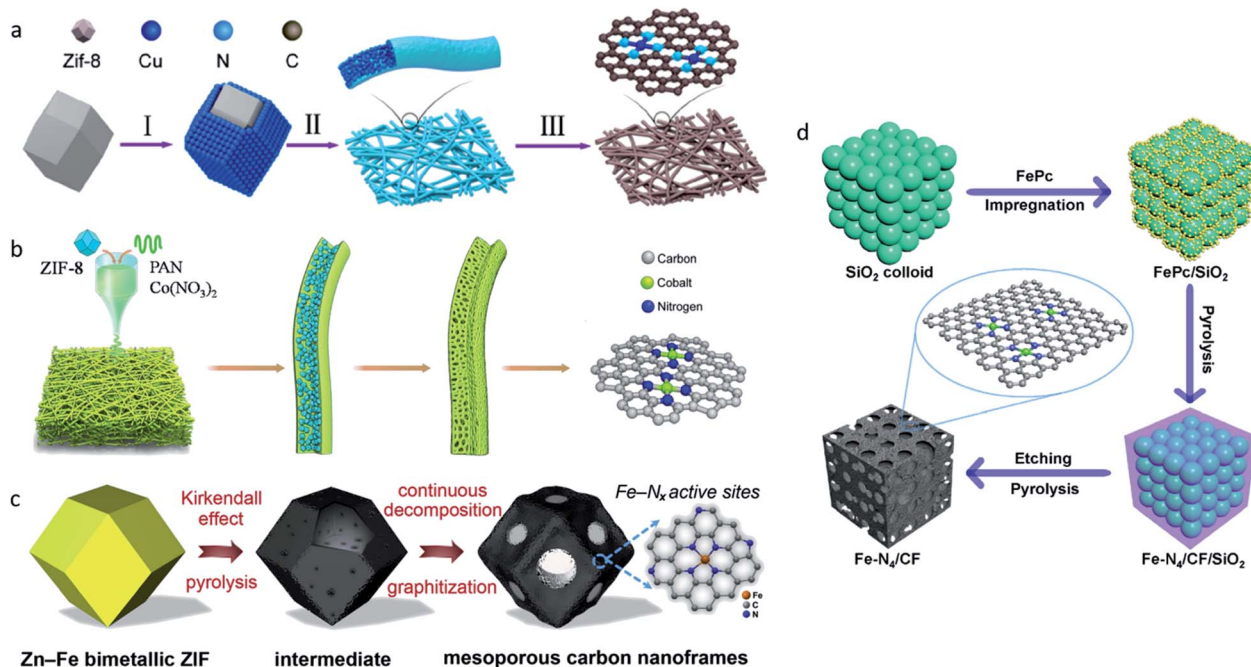 a
Zif-8
Cu
N
C
I
II
III
b
ZIF-8
PAN
Co(NO₃)₂
Carbon
Cobalt
Nitrogen
c
Kirkendall
effect
pyrolysis
continuous
decomposition
graphitization
Fe–Nₓ active sites
Fe
C
N
Zn–Fe bimetallic ZIF
intermediate
mesoporous carbon nanoframes
d
SiO₂ colloid
FePc
Impregnation
FePc/SiO₂
Pyrolysis
Fe-N₄/CF/SiO₂
Etching
Pyrolysis
Fe-N₄/CF